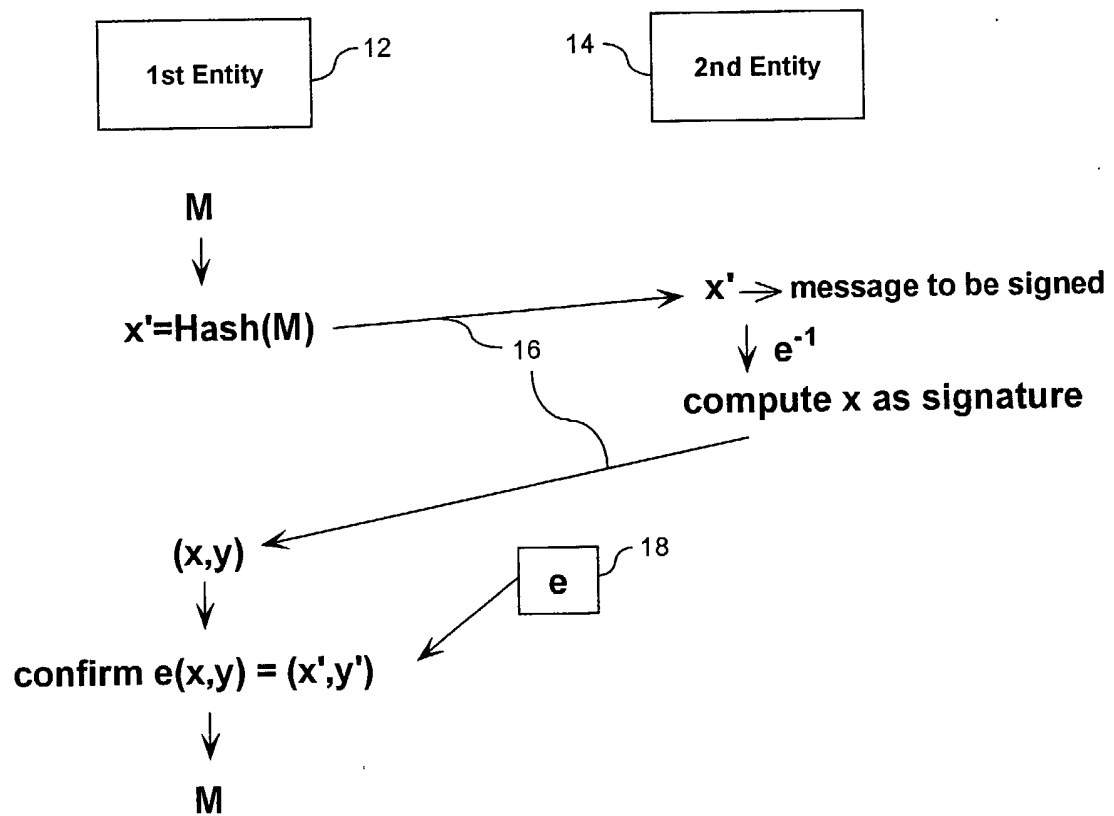 1st Entity
12
14
2nd Entity
M
x'=Hash(M)
16
x' → message to be signed
e⁻¹
compute x as signature
(x,y)
e
18
confirm e(x,y) = (x',y')
M